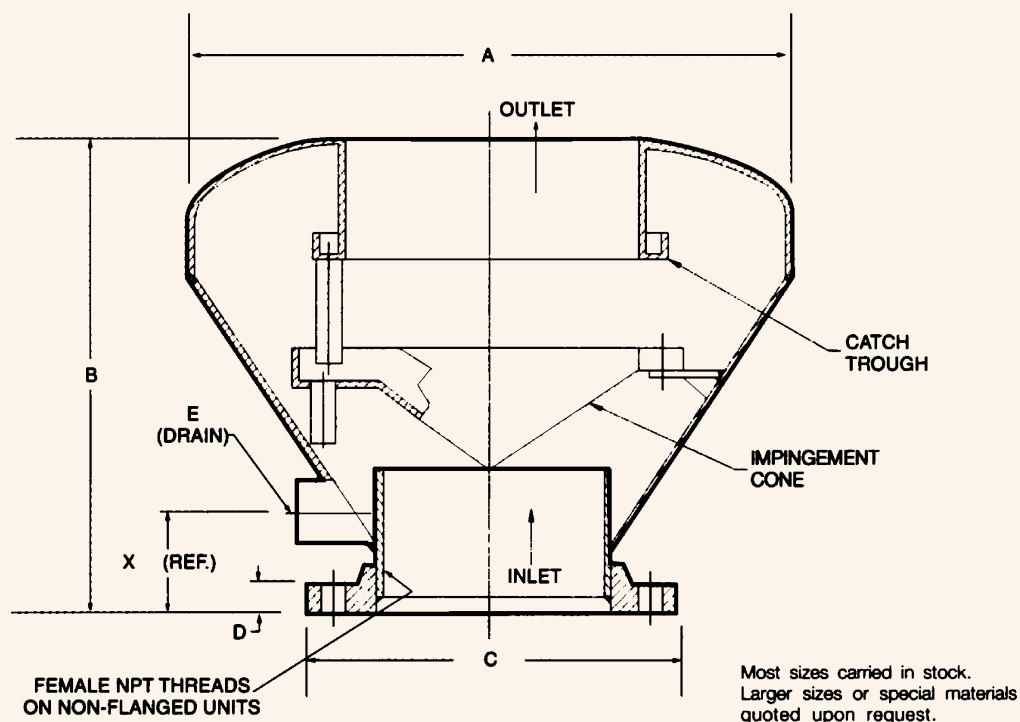 A
OUTLET
B
CATCH
TROUGH
E
(DRAIN)
IMPINGEMENT
CONE
X (REF.)
INLET
D
C
FEMALE NPT THREADS
ON NON-FLANGED UNITS
Most sizes carried in stock.
Larger sizes or special materials
quoted upon request.